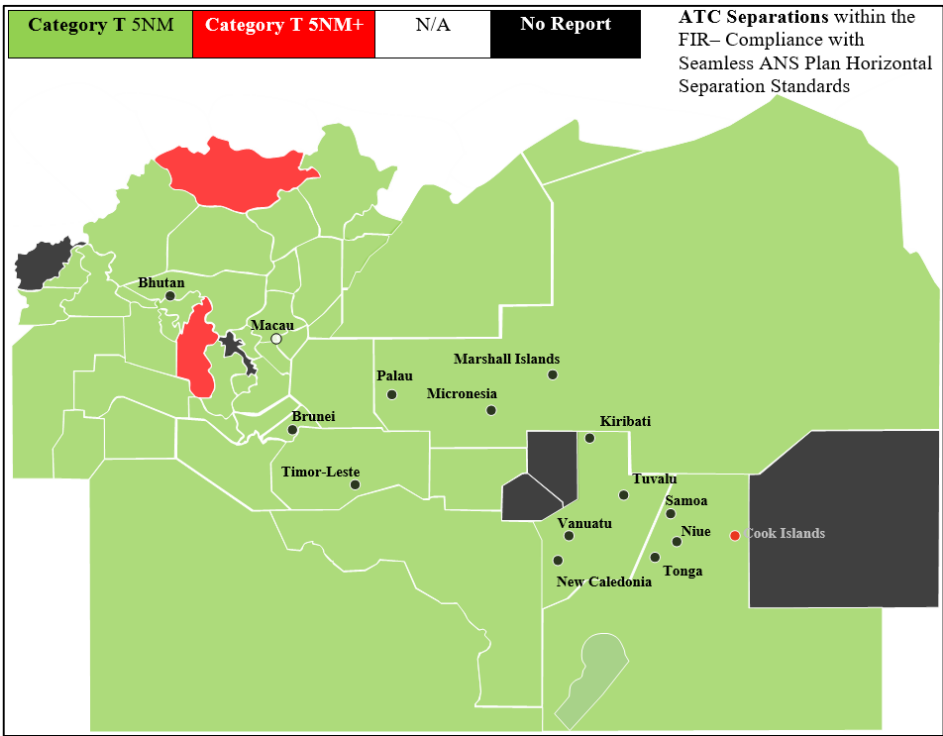 Category T 5NM
Category T 5NM+
N/A
No Report
ATC Separations within the
FIR– Compliance with
Seamless ANS Plan Horizontal
Separation Standards
Bhutan
Macau
Marshall Islands
Palau
Micronesia
Brunei
Kiribati
Timor-Leste
Tuvalu
Samoa
Vanuatu
Niue
Cook Islands
New Caledonia
Tonga